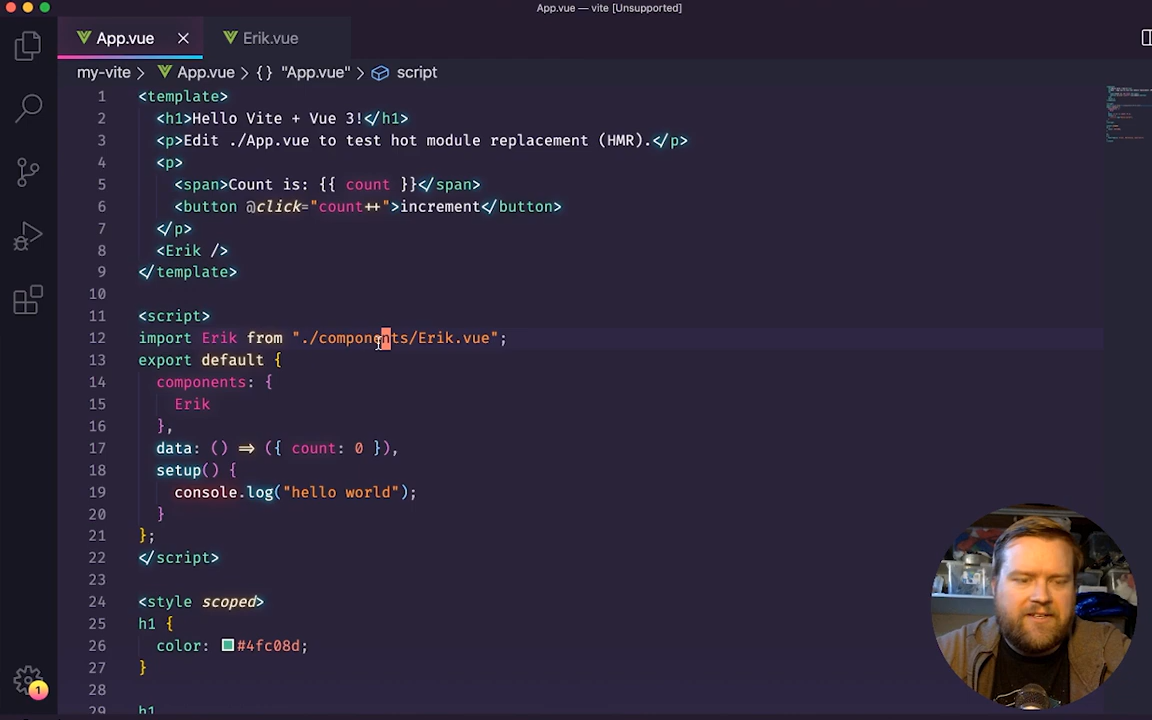 App.vue — vite [Unsupported]
App.vue Erik.vue
my-vite > App.vue > {} "App.vue" > script
1 <template>
2 <h1>Hello Vite + Vue 3!</h1>
3 <p>Edit ./App.vue to test hot module replacement (HMR).</p>
4 <p>
5 <span>Count is: {{ count }}</span>
6 <button @click="count++">increment</button>
7 </p>
8 <Erik />
9 </template>
10
11 <script>
12 import Erik from "./components/Erik.vue";
13 export default {
14 components: {
15 Erik
16 },
17 data: () => ({ count: 0 }),
18 setup() {
19 console.log("hello world");
20 }
21 };
22 </script>
23
24 <style scoped>
25 h1 {
26 color: #4fc08d;
27 }
28
29 h1
1